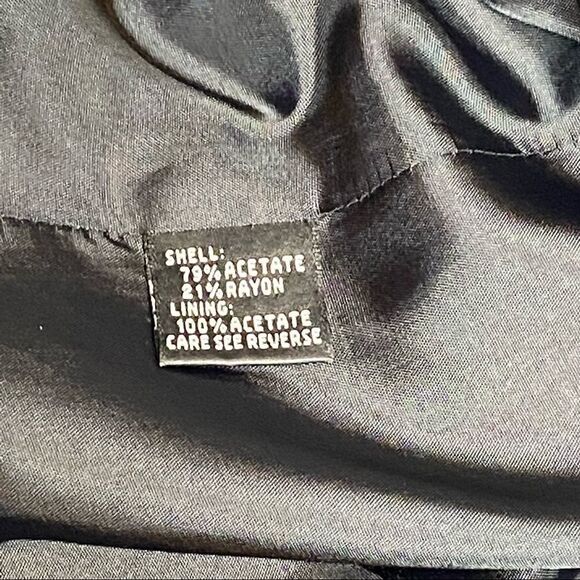 SHELL:
79% ACETATE
21% RAYON
LINING:
100% ACETATE
CARE SEE REVERSE